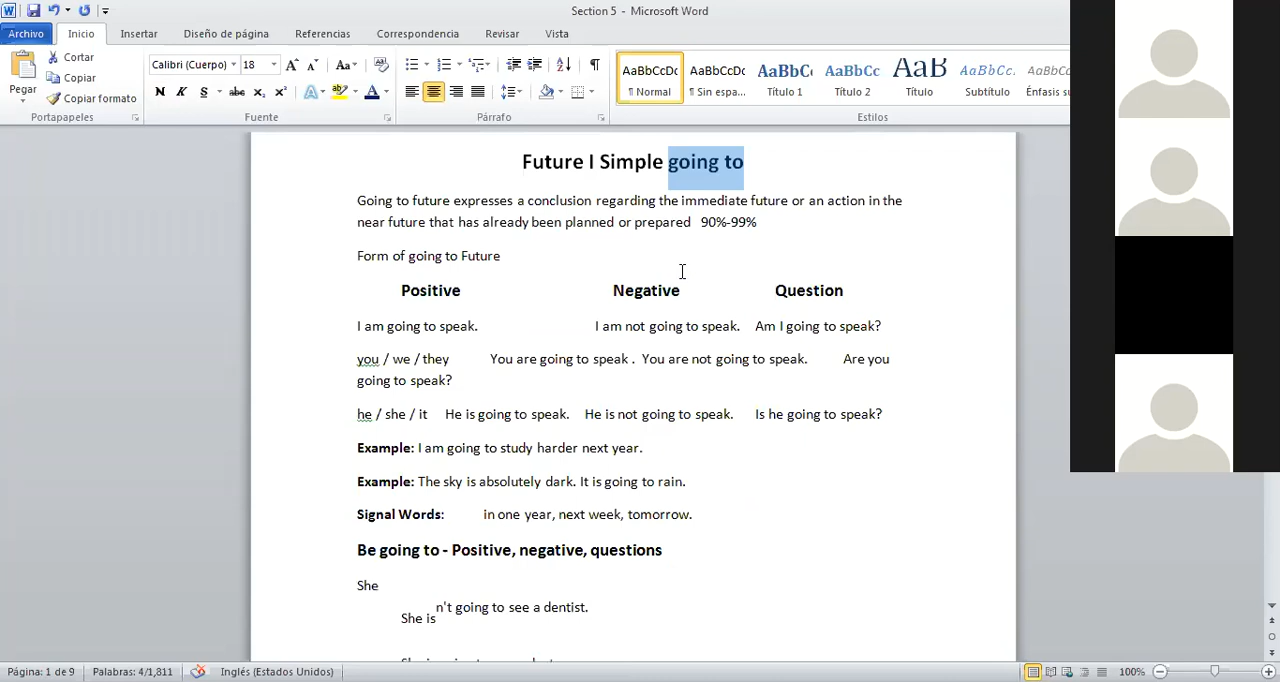 Section 5 - Microsoft Word
Archivo Inicio Insertar Diseño de página Referencias Correspondencia Revisar Vista
Pegar
Cortar
Copiar
Copiar formato
Portapapeles
Calibri (Cuerpo) 18
Fuente
Párrafo
AaBbCcDc AaBbCcDc AaBbC AaBbCc AaB AaBbCc. AaBbCc
¶ Normal ¶ Sin espa... Título 1 Título 2 Título Subtítulo Énfasis
Estilos
Future I Simple going to
Going to future expresses a conclusion regarding the immediate future or an action in the
near future that has already been planned or prepared 90%-99%
Form of going to Future
Positive Negative Question
I am going to speak. I am not going to speak. Am I going to speak?
you / we / they You are going to speak . You are not going to speak. Are you
going to speak?
he / she / it He is going to speak. He is not going to speak. Is he going to speak?
Example: I am going to study harder next year.
Example: The sky is absolutely dark. It is going to rain.
Signal Words: in one year, next week, tomorrow.
Be going to - Positive, negative, questions
She
n't going to see a dentist.
She is
Página: 1 de 9 Palabras: 4/1,811 Inglés (Estados Unidos) 100%